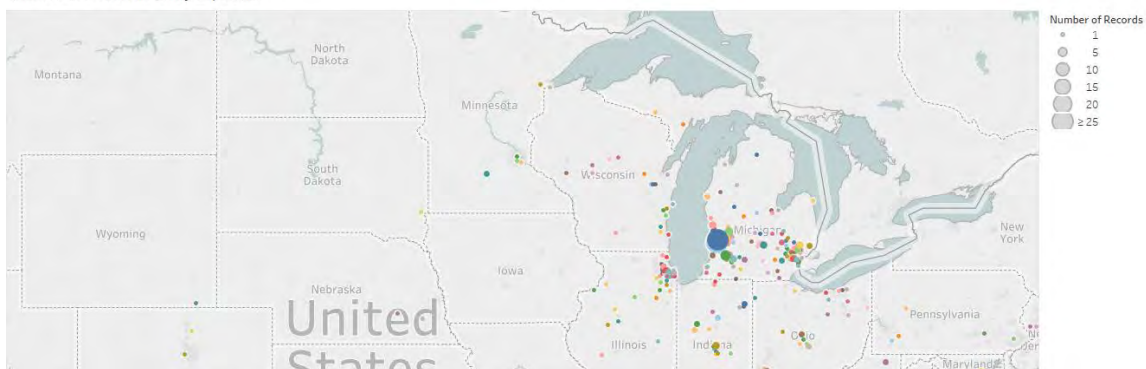 Number of Records
1
5
10
15
20
≥ 25
Montana
North
Dakota
Minnesota
South
Dakota
Wisconsin
Wyoming
Michigan
New
York
Iowa
Nebraska
United
States
Illinois
Indiana
Ohio
Pennsylvania
Maryland